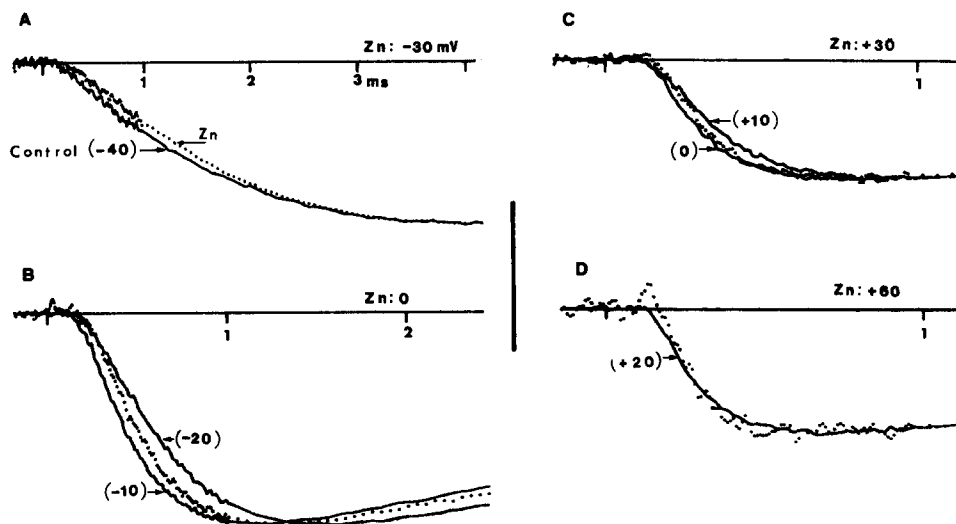 A
Zn: -30 mV
1
2
3
ms
Zn
Control (-40)
B
Zn: 0
1
2
(-20)
(-10)
C
Zn: +30
1
(+10)
(0)
D
Zn: +60
1
(+20)